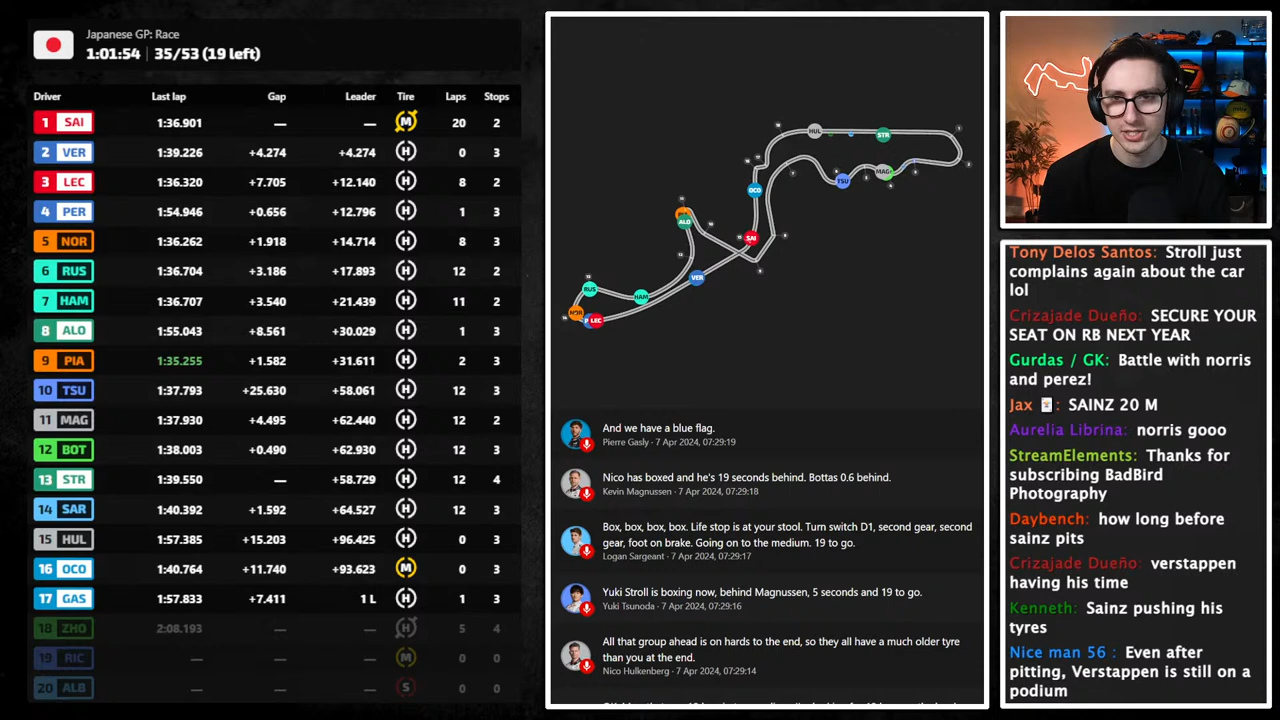 Japanese GP: Race
1:01:54 | 35/53 (19 left)
Driver Last lap Gap Leader Tire Laps Stops
1 SAI 1:36.901 — — M 20 2
2 VER 1:39.226 +4.274 +4.274 H 0 3
3 LEC 1:36.320 +7.705 +12.140 H 8 2
4 PER 1:35.946 +0.656 +12.796 H 1 3
5 NOR 1:36.262 +1.918 +14.714 H 8 3
6 RUS 1:36.704 +3.186 +17.893 H 12 2
7 HAM 1:36.707 +3.540 +21.439 H 11 2
8 ALO 1:55.043 +8.561 +30.029 H 1 3
9 PIA 1:35.255 +1.582 +31.611 H 2 3
10 TSU 1:37.793 +25.630 +58.061 H 12 3
11 MAG 1:37.930 +4.495 +62.440 H 12 2
12 BOT 1:38.003 +0.490 +62.930 H 12 3
13 STR 1:39.550 — +58.729 H 12 4
14 SAR 1:40.392 +1.592 +64.527 H 12 3
15 HUL 1:57.385 +15.203 +96.425 H 0 3
16 OCO 1:40.764 +11.740 +93.623 M 0 3
17 GAS 1:57.833 +7.411 1 L H 1 3
18 ZHO 2:08.193 — — H 5 4
19 RIC — — — M 0 0
20 ALB — — — S 0 0
HUL
STR
TSU
MAG
OCO
ALO
SAI
VER
RUS
HAM
NOR
LEC
And we have a blue flag.
Pierre Gasly · 7 Apr 2024, 07:29:19
Nico has boxed and he's 19 seconds behind. Bottas 0.6 behind.
Kevin Magnussen · 7 Apr 2024, 07:29:18
Box, box, box, box. Life stop is at your stool. Turn switch D1, second gear, second
gear, foot on brake. Going on to the medium. 19 to go.
Logan Sargeant · 7 Apr 2024, 07:29:17
Yuki Stroll is boxing now, behind Magnussen, 5 seconds and 19 to go.
Yuki Tsunoda · 7 Apr 2024, 07:29:16
All that group ahead is on hards to the end, so they all have a much older tyre
than you at the end.
Nico Hulkenberg · 7 Apr 2024, 07:29:14
Tony Delos Santos: Stroll just
complains again about the car
lol
Crizajade Dueño: SECURE YOUR
SEAT ON RB NEXT YEAR
Gurdas / GK: Battle with norris
and perez!
Jax 🃏: SAINZ 20 M
Aurelia Librina: norris gooo
StreamElements: Thanks for
subscribing BadBird
Photography
Daybench: how long before
sainz pits
Crizajade Dueño: verstappen
having his time
Kenneth: Sainz pushing his
tyres
Nice man 56 : Even after
pitting, Verstappen is still on a
podium